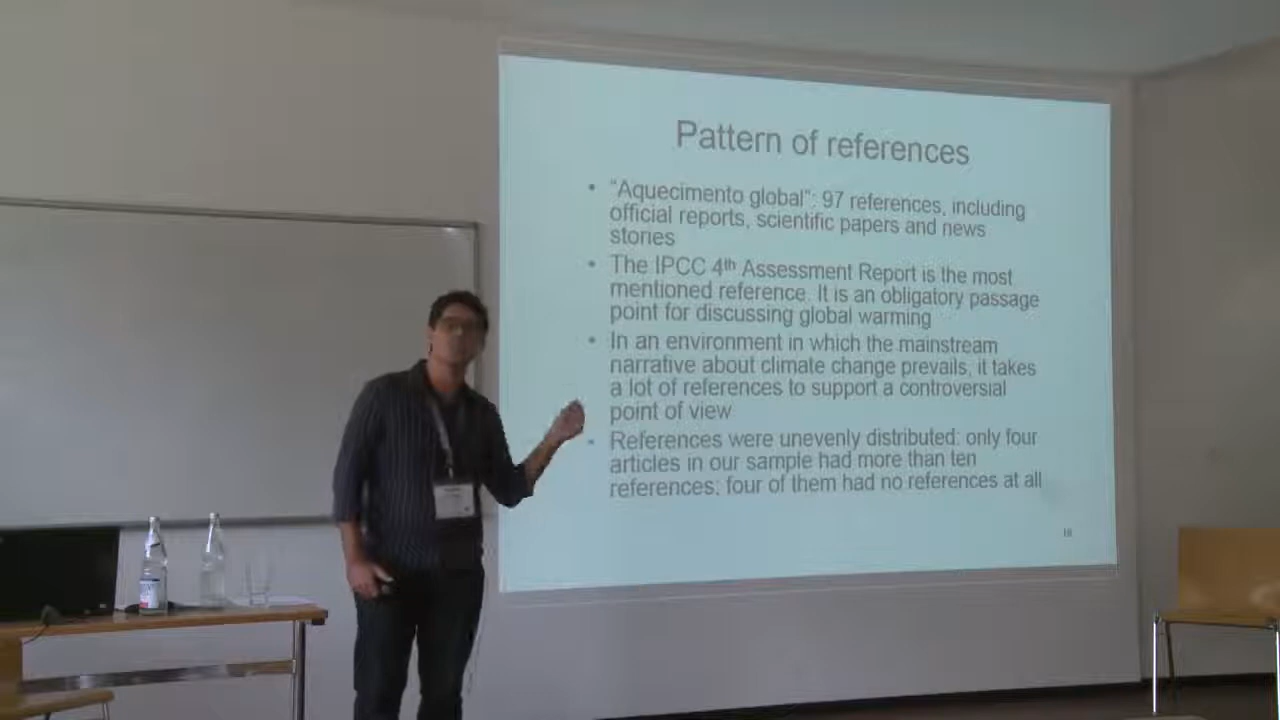 Pattern of references
• “Aquecimento global”: 97 references, including
official reports, scientific papers and news
stories
• The IPCC 4th Assessment Report is the most
mentioned reference. It is an obligatory passage
point for discussing global warming
• In an environment in which the mainstream
narrative about climate change prevails, it takes
a lot of references to support a controversial
point of view
• References were unevenly distributed: only four
articles in our sample had more than ten
references; four of them had no references at all